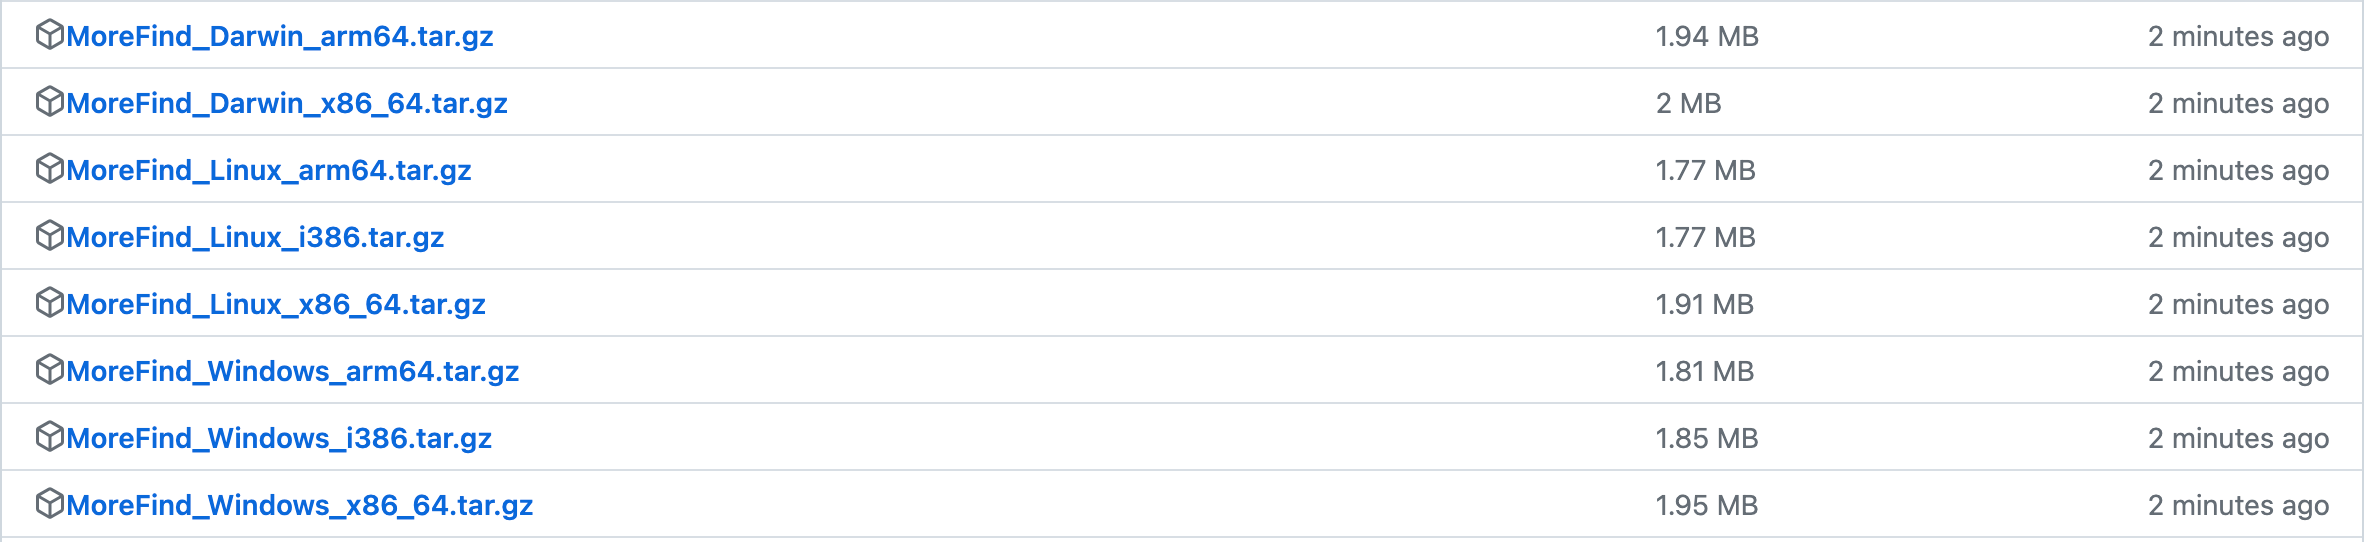 MoreFind_Darwin_arm64.tar.gz 1.94 MB 2 minutes ago
MoreFind_Darwin_x86_64.tar.gz 2 MB 2 minutes ago
MoreFind_Linux_arm64.tar.gz 1.77 MB 2 minutes ago
MoreFind_Linux_i386.tar.gz 1.77 MB 2 minutes ago
MoreFind_Linux_x86_64.tar.gz 1.91 MB 2 minutes ago
MoreFind_Windows_arm64.tar.gz 1.81 MB 2 minutes ago
MoreFind_Windows_i386.tar.gz 1.85 MB 2 minutes ago
MoreFind_Windows_x86_64.tar.gz 1.95 MB 2 minutes ago